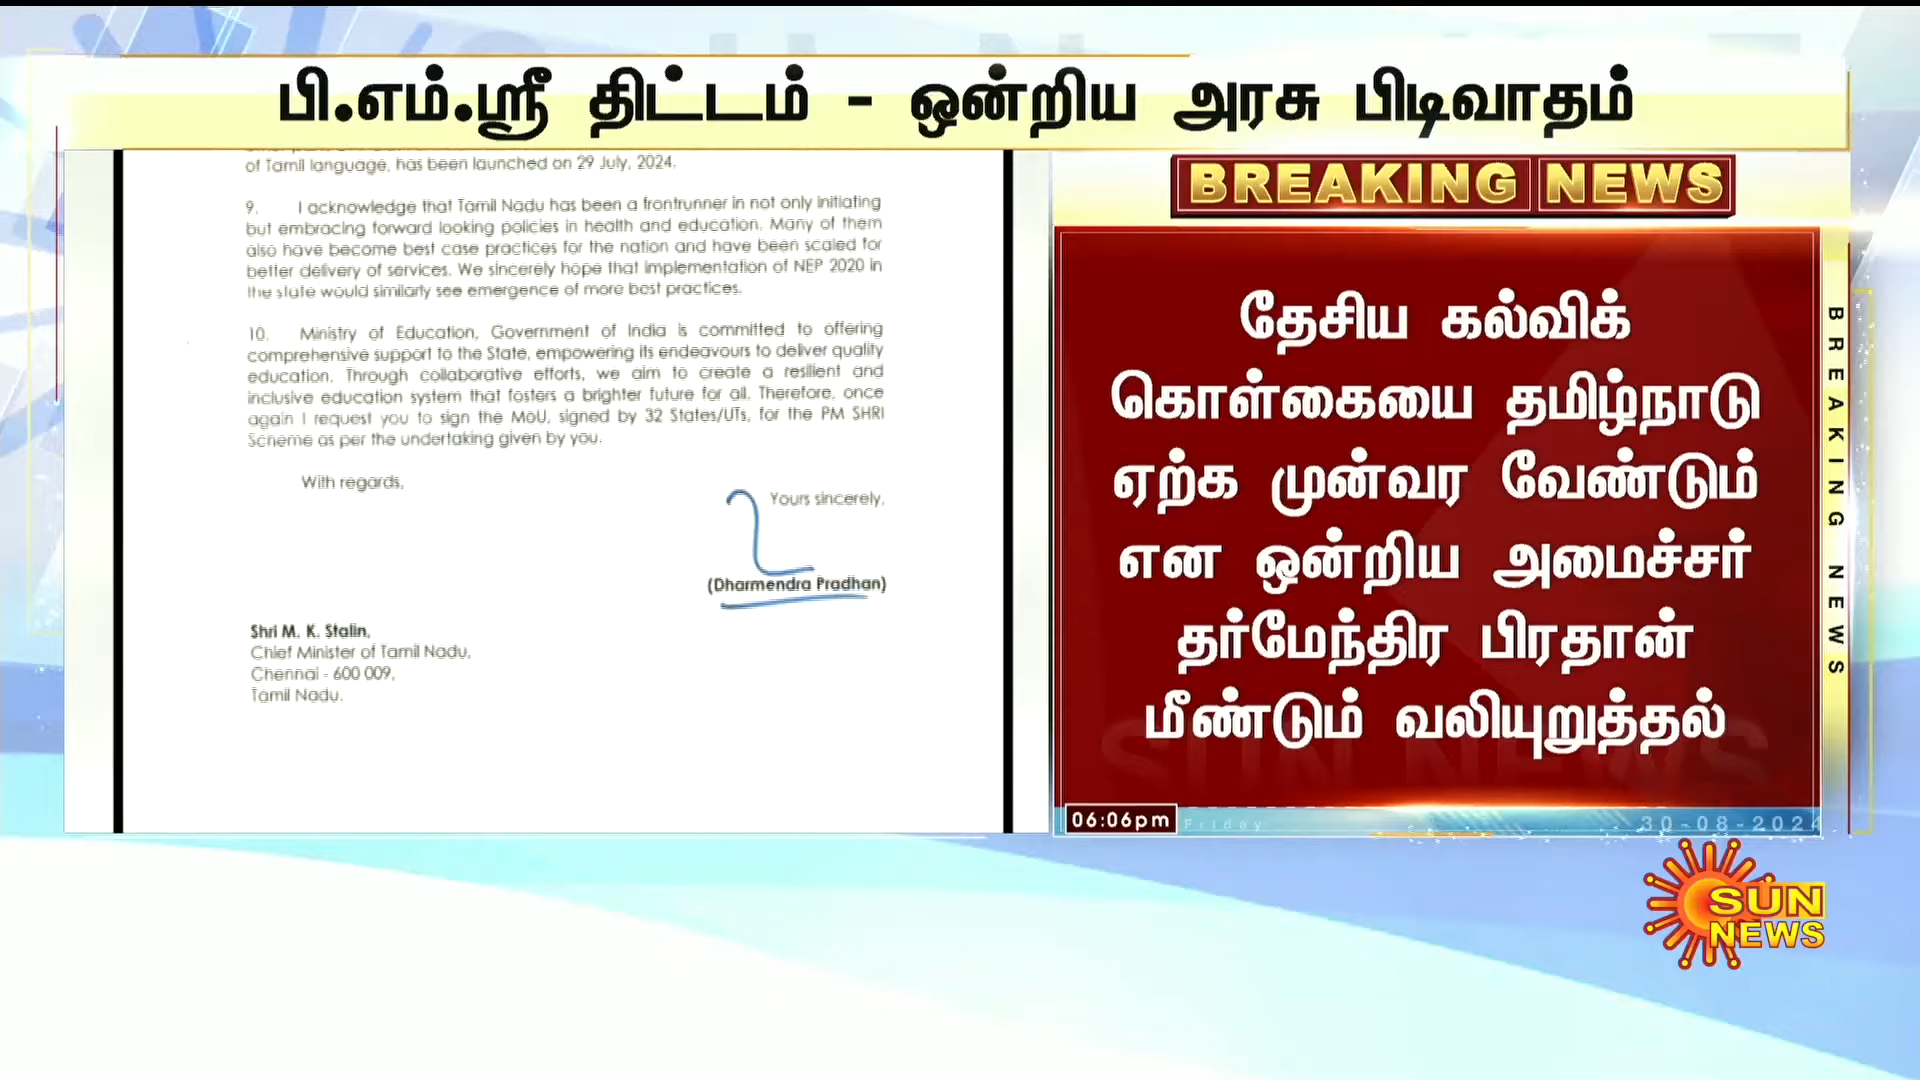 பி.எம்.ஸ்ரீ திட்டம் - ஒன்றிய அரசு பிடிவாதம்
of Tamil language, has been launched on 29 July, 2024.
9. I acknowledge that Tamil Nadu has been a frontrunner in not only initiating
but embracing forward looking policies in health and education. Many of them
also have become best case practices for the nation and have been scaled for
better delivery of services. We sincerely hope that implementation of NEP 2020 in
the state would similarly see emergence of more best practices.
10. Ministry of Education, Government of India is committed to offering
comprehensive support to the State, empowering its endeavours to deliver quality
education. Through collaborative efforts, we aim to create a resilient and
inclusive education system that fosters a brighter future for all. Therefore, once
again I request you to sign the MoU, signed by 32 States/UTs, for the PM SHRI
Scheme as per the undertaking given by you.
With regards,
Yours sincerely,
(Dharmendra Pradhan)
Shri M. K. Stalin,
Chief Minister of Tamil Nadu,
Chennai - 600 009,
Tamil Nadu.
BREAKING NEWS
தேசிய கல்விக்
கொள்கையை தமிழ்நாடு
ஏற்க முன்வர வேண்டும்
என ஒன்றிய அமைச்சர்
தர்மேந்திர பிரதான்
மீண்டும் வலியுறுத்தல்
SUN NEWS
06:06pm Friday 30-08-2024
BREAKING NEWS
SUN
NEWS